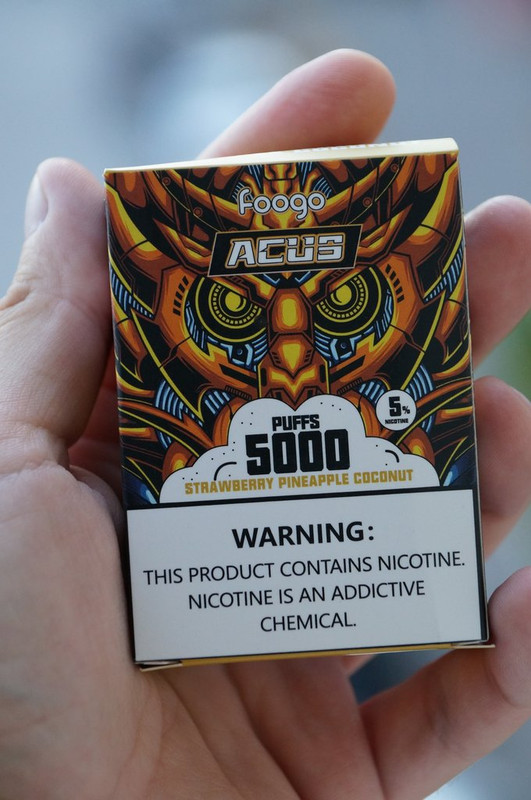 foogo
ACUS
5%
NICOTINE
PUFFS
5000
STRAWBERRY PINEAPPLE COCONUT
WARNING:
THIS PRODUCT CONTAINS NICOTINE.
NICOTINE IS AN ADDICTIVE
CHEMICAL.